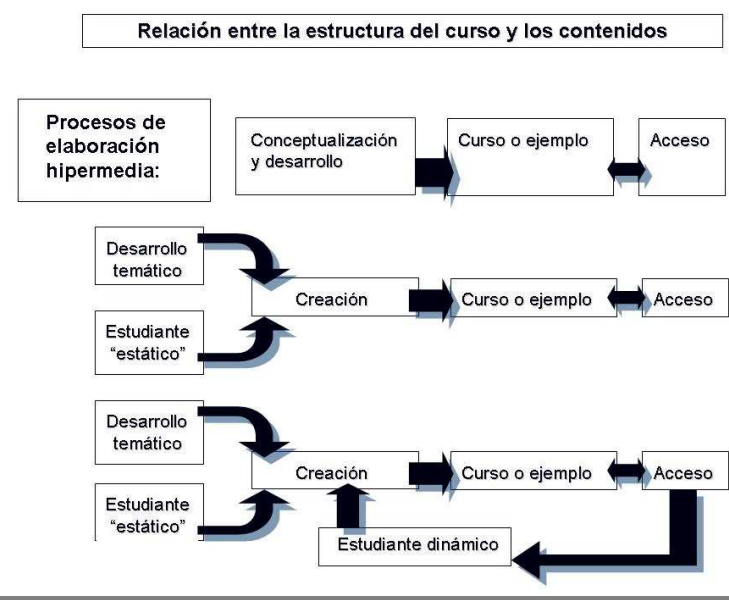 Relación entre la estructura del curso y los contenidos
Procesos de
elaboración
hipermedia:
Conceptualización
y desarrollo
Curso o ejemplo
Acceso
Desarrollo
temático
Creación
Curso o ejemplo
Acceso
Estudiante
“estático”
Desarrollo
temático
Creación
Curso o ejemplo
Acceso
Estudiante
“estático”
Estudiante dinámico